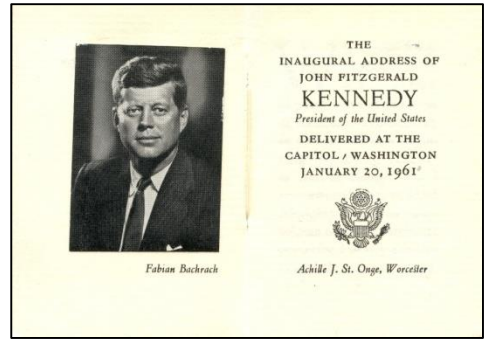 Fabian Bachrach
THE
INAUGURAL ADDRESS OF
JOHN FITZGERALD
KENNEDY
President of the United States
DELIVERED AT THE
CAPITOL, WASHINGTON
JANUARY 20, 1961
Achille J. St. Onge, Worcester